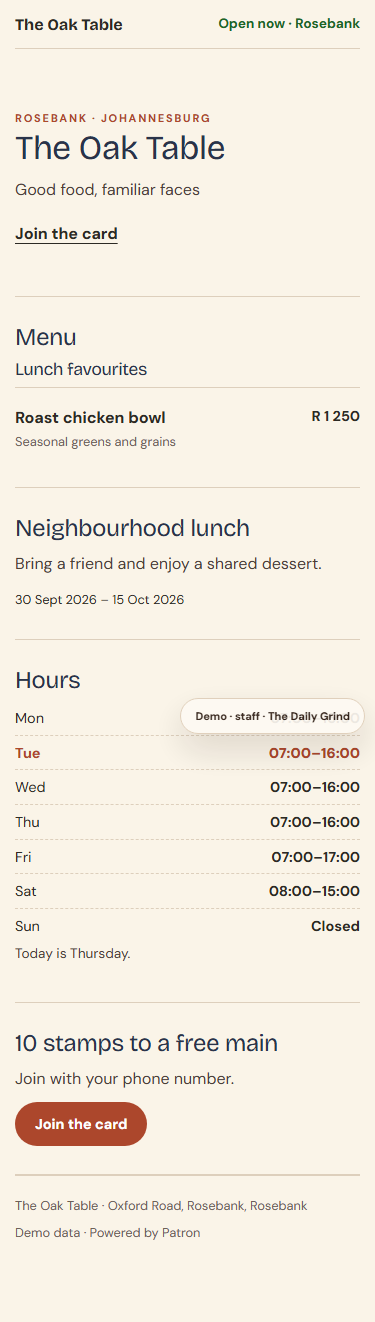 The Oak Table
Open now · Rosebank
ROSEBANK · JOHANNESBURG
The Oak Table
Good food, familiar faces
Join the card
Menu
Lunch favourites
Roast chicken bowl
R 1 250
Seasonal greens and grains
Neighbourhood lunch
Bring a friend and enjoy a shared dessert.
30 Sept 2026 – 15 Oct 2026
Hours
Mon
Demo · staff · The Daily Grind
Tue 07:00–16:00
Wed 07:00–16:00
Thu 07:00–16:00
Fri 07:00–17:00
Sat 08:00–15:00
Sun Closed
Today is Thursday.
10 stamps to a free main
Join with your phone number.
Join the card
The Oak Table · Oxford Road, Rosebank, Rosebank
Demo data · Powered by Patron